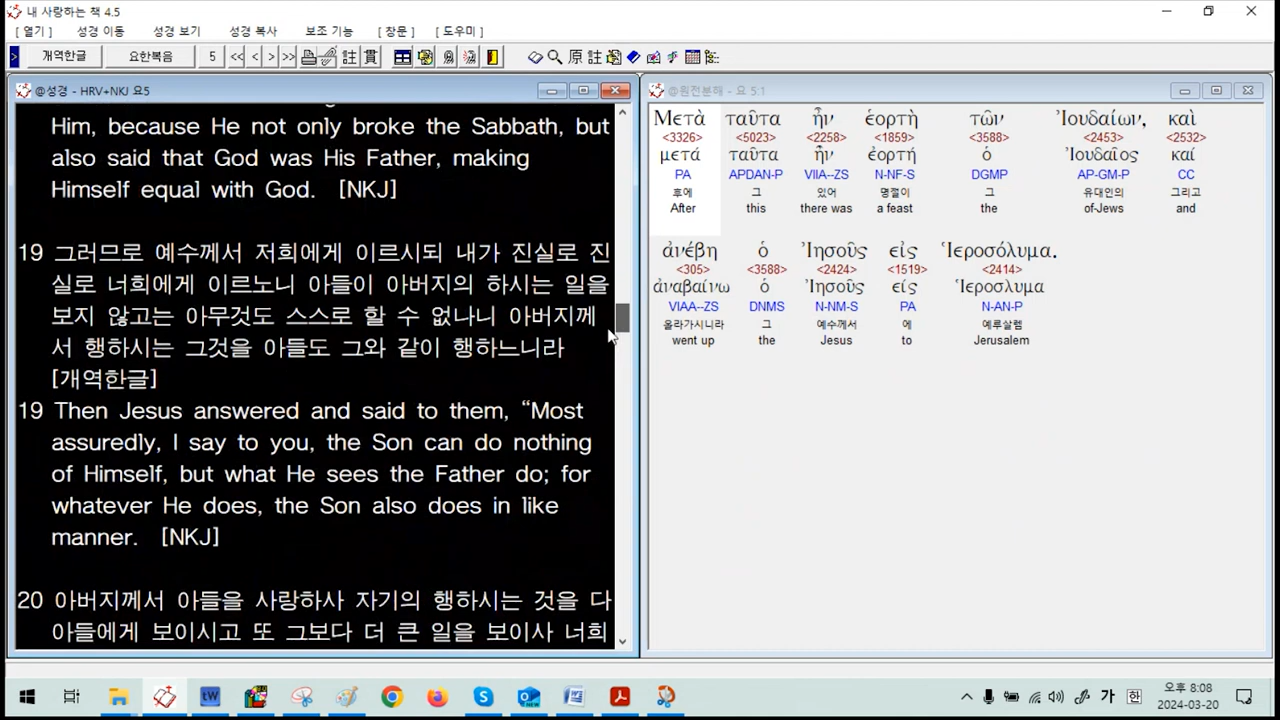 내 사랑하는 책 4.5
[ 열기 ] 성경 이동 성경 보기 성경 복사 보조 기능 [ 창문 ] [ 도우미 ]
> 개역한글 요한복음 5 << < > >> 註 貫 原 註
@성경 - HRV+NKJ 요5
Him, because He not only broke the Sabbath, but
also said that God was His Father, making
Himself equal with God. [NKJ]
19 그러므로 예수께서 저희에게 이르시되 내가 진실로 진
실로 너희에게 이르노니 아들이 아버지의 하시는 일을
보지 않고는 아무것도 스스로 할 수 없나니 아버지께
서 행하시는 그것을 아들도 그와 같이 행하느니라
[개역한글]
19 Then Jesus answered and said to them, “Most
assuredly, I say to you, the Son can do nothing
of Himself, but what He sees the Father do; for
whatever He does, the Son also does in like
manner. [NKJ]
20 아버지께서 아들을 사랑하사 자기의 행하시는 것을 다
아들에게 보이시고 또 그보다 더 큰 일을 보이사 너희
@원전분해 - 요 5:1
Μετὰ ταῦτα ἦν ἑορτὴ τῶν Ἰουδαίων, καὶ
<3326> <5023> <2258> <1859> <3588> <2453> <2532>
μετά ταῦτα ἦν ἑορτή ὁ Ἰουδαῖος καί
PA APDAN-P VIIA--ZS N-NF-S DGMP AP-GM-P CC
후에 그 있어 명절이 그 유대인의 그리고
After this there was a feast the of-Jews and
ἀνέβη ὁ Ἰησοῦς εἰς Ἱεροσόλυμα.
<305> <3588> <2424> <1519> <2414>
ἀναβαίνω ὁ Ἰησοῦς εἰς Ἱεροσλυμα
VIAA--ZS DNMS N-NM-S PA N-AN-P
올라가시니라 그 예수께서 에 예루살렘
went up the Jesus to Jerusalem
tW S 가 한 오후 8:08
2024-03-20